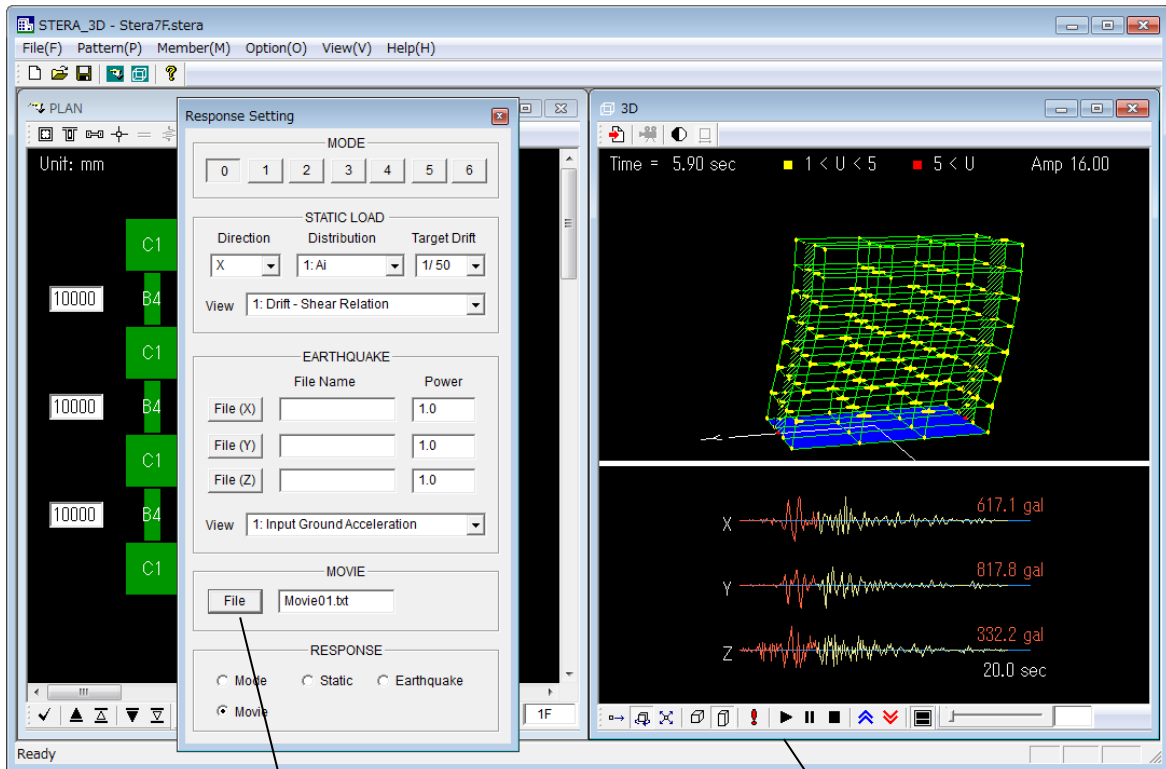 STERA_3D - Stera7F.stera
File(F) Pattern(P) Member(M) Option(O) View(V) Help(H)
PLAN
Unit: mm
C1
10000 B4
C1
10000 B4
C1
10000 B4
C1
1F
Response Setting
MODE
0 1 2 3 4 5 6
STATIC LOAD
Direction Distribution Target Drift
X 1: Ai 1/ 50
View 1: Drift - Shear Relation
EARTHQUAKE
File Name Power
File (X) 1.0
File (Y) 1.0
File (Z) 1.0
View 1: Input Ground Acceleration
MOVIE
File Movie01.txt
RESPONSE
Mode Static Earthquake
Movie
3D
Time = 5.90 sec 1 < U < 5 5 < U Amp 16.00
X 617.1 gal
Y 817.8 gal
Z 332.2 gal
20.0 sec
Ready